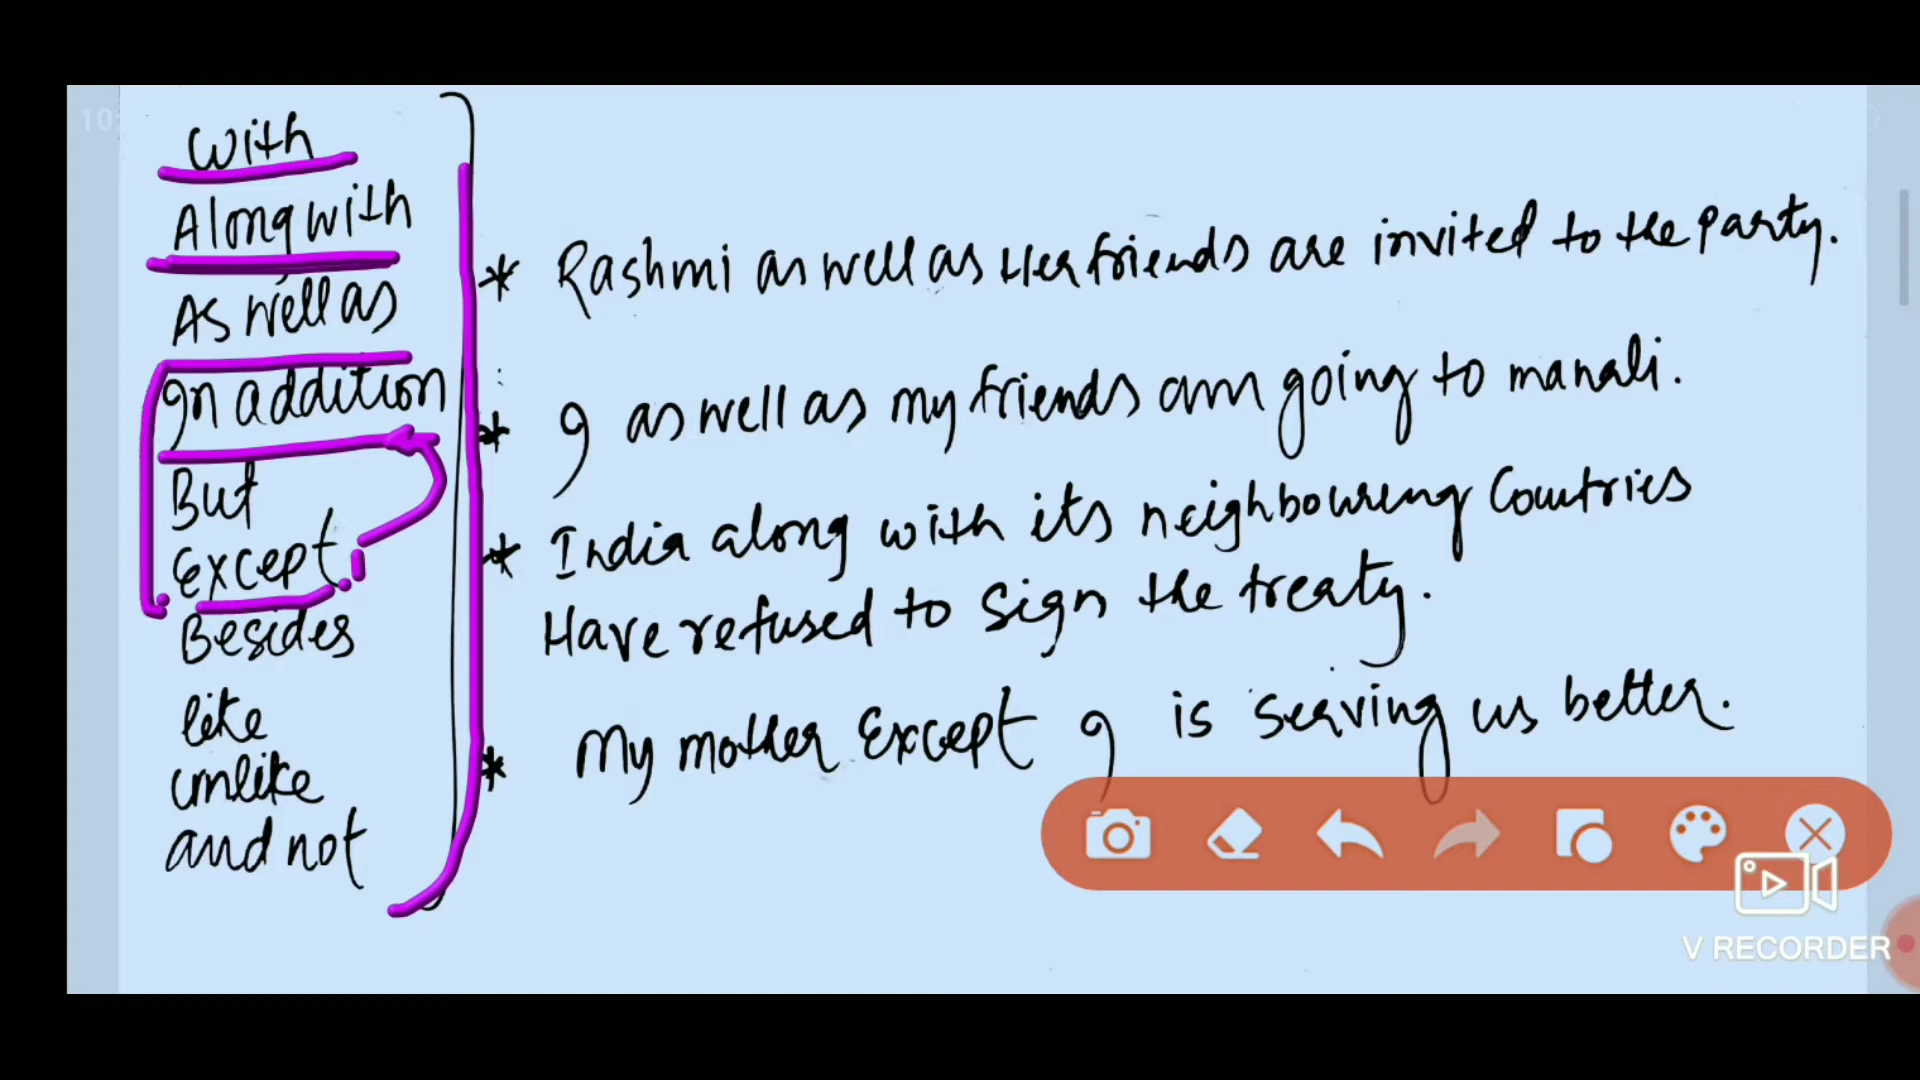 10
With
Along with
As well as
In addition
But
Except
Besides
like
unlike
and not
* Rashmi as well as Her friends are invited to the Party.
* I as well as my friends am going to manali.
* India along with its neighbouring Countries
Have refused to Sign the treaty.
* My mother Except I is serving us better.
V RECORDER